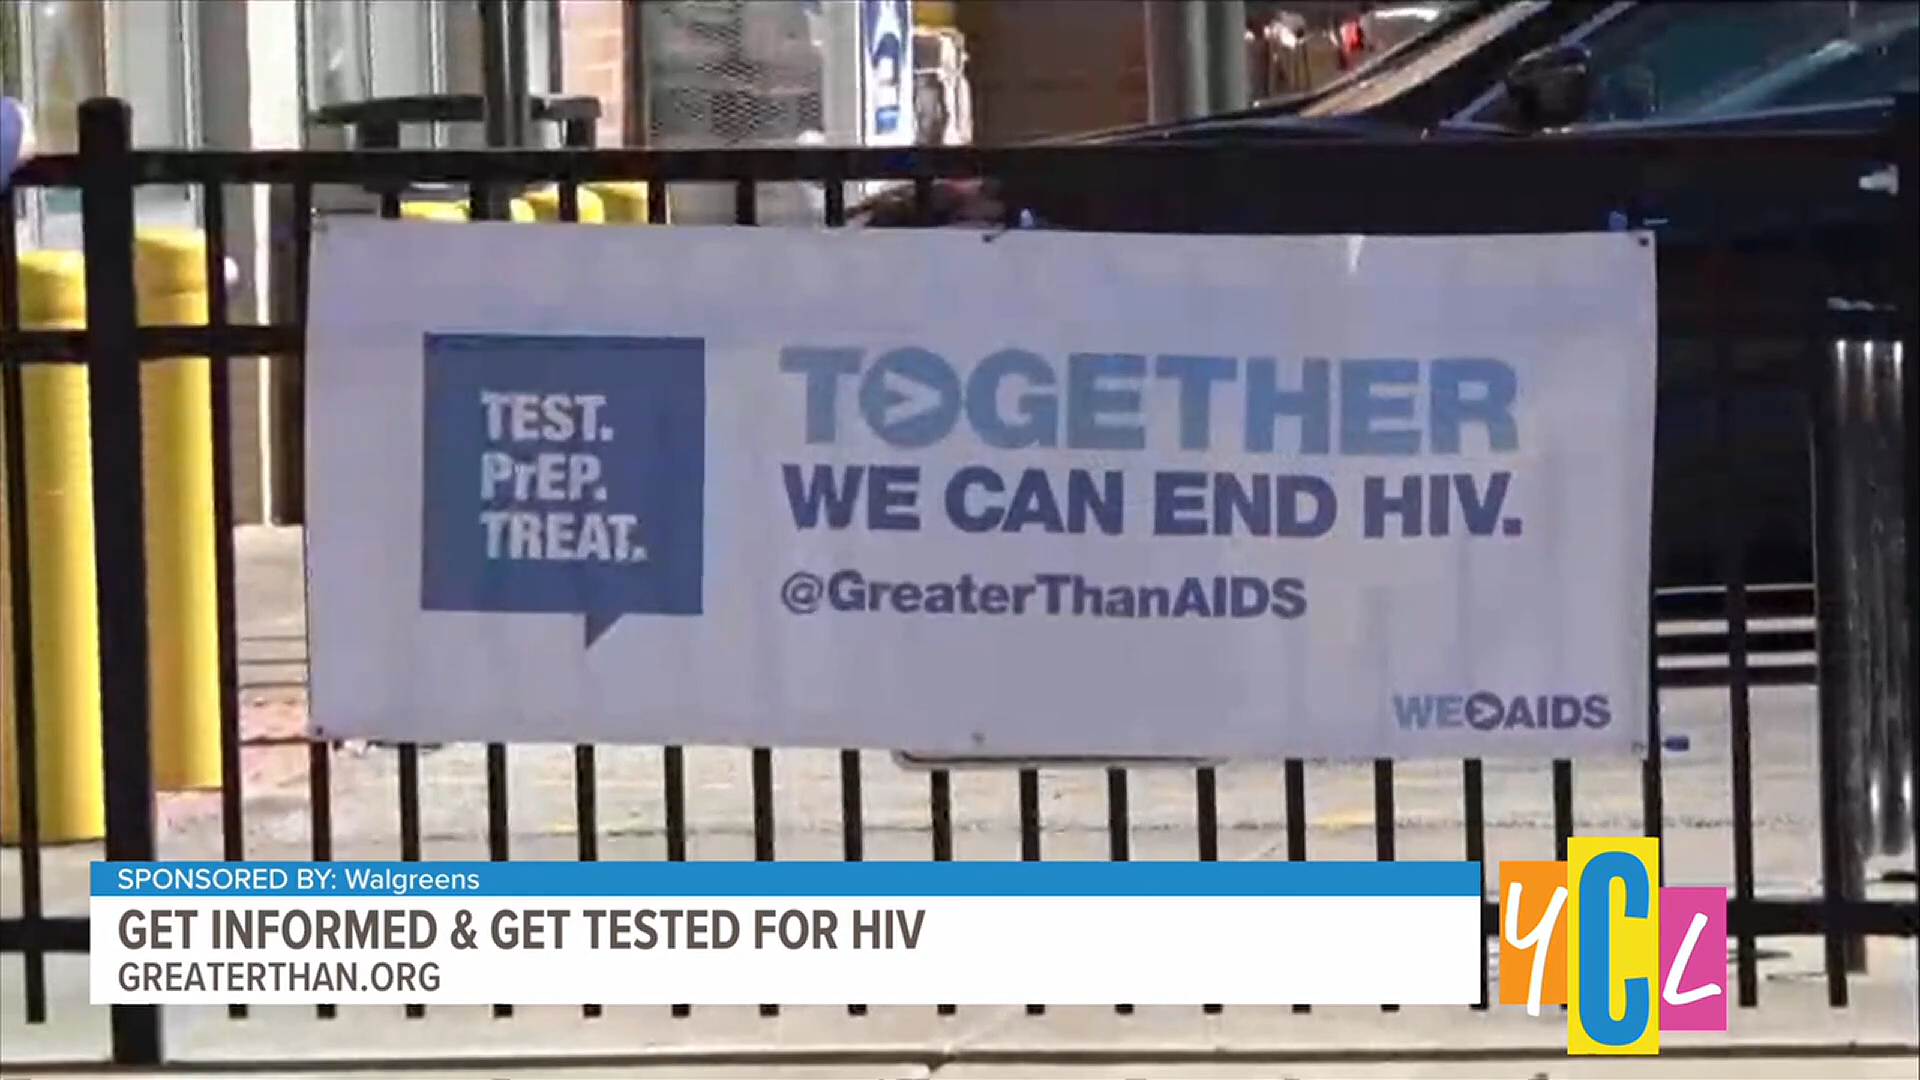 TEST.
PrEP.
TREAT.
TOGETHER
WE CAN END HIV.
@GreaterThanAIDS
WE>AIDS
SPONSORED BY: Walgreens
GET INFORMED & GET TESTED FOR HIV
GREATERTHAN.ORG
YCL